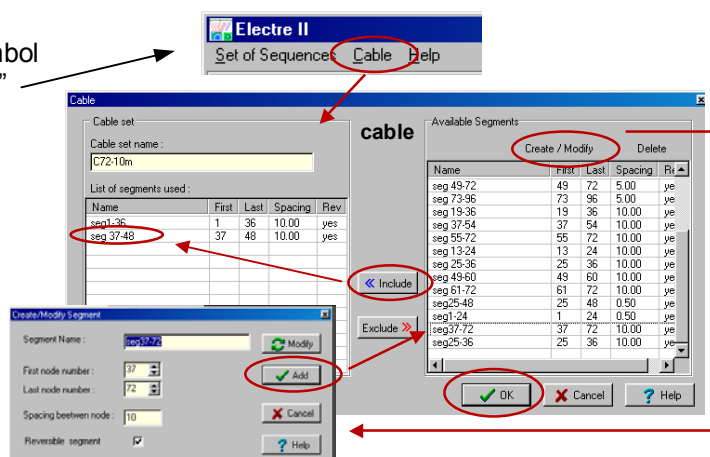 Electre II
bol
Set of Sequences Cable Help
”
Cable
Cable set
Cable set name :
C72-10m
List of segments used :
Name First Last Spacing Rev
seg1-36 1 36 10.00 yes
seg 37-48 37 48 10.00 yes
cable
« Include
Exclude »
Available Segments
Create / Modify Delete
Name First Last Spacing
seg 49-72 49 72 5.00 ye
seg 73-96 73 96 5.00 ye
seg 19-36 19 36 10.00 ye
seg 37-54 37 54 10.00 ye
seg 55-72 55 72 10.00 ye
seg 13-24 13 24 10.00 ye
seg 25-36 25 36 10.00 ye
seg 49-60 49 60 10.00 ye
seg 61-72 61 72 10.00 ye
seg25-48 25 48 0.50 ye
seg1-24 1 24 0.50 ye
seg37-72 37 72 10.00 ye
seg25-36 25 36 10.00 ye
OK Cancel ? Help
Create/Modify Segment
Segment Name : seg37-72 Modify
First node number : 37
Add
Last node number : 72
Spacing beetwen node : 10 Cancel
Reversible segment ? Help